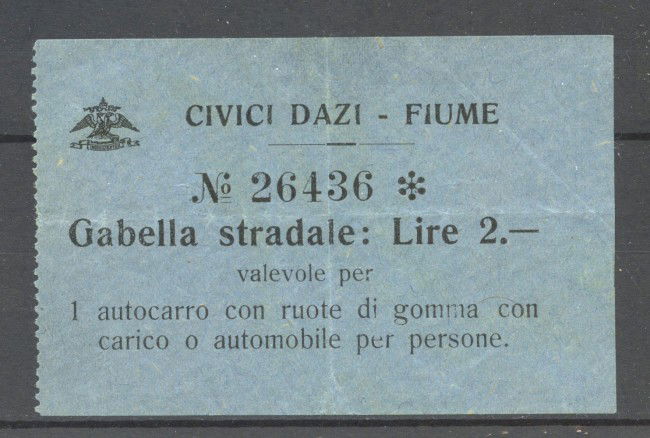 CIVICI DAZI - FIUME
№ 26436 *
Gabella stradale: Lire 2.—
valevole per
1 autocarro con ruote di gomma con
carico o automobile per persone.